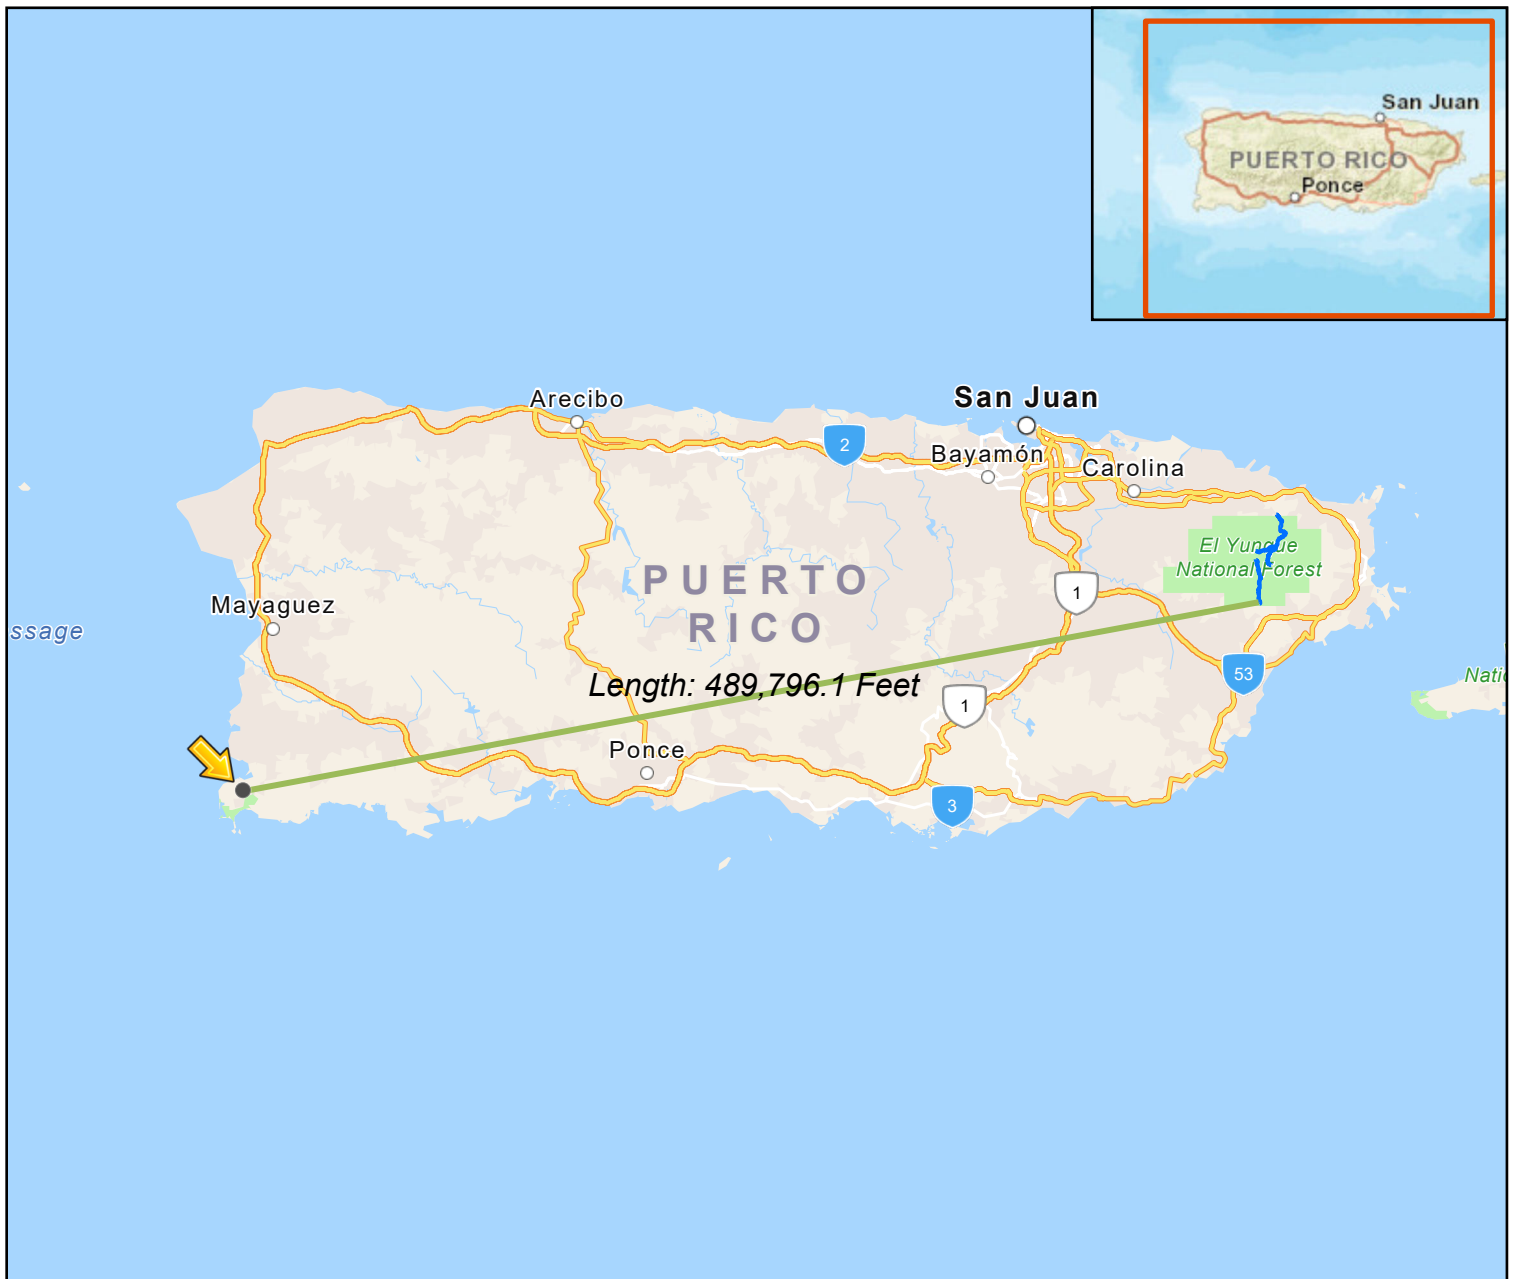 San Juan
PUERTO RICO
Ponce
Arecibo
San Juan
2
Bayamón
Carolina
El Yunque
National Forest
PUERTO
RICO
1
Mayaguez
ssage
Length: 489,796.1 Feet
53
Natio
1
Ponce
3